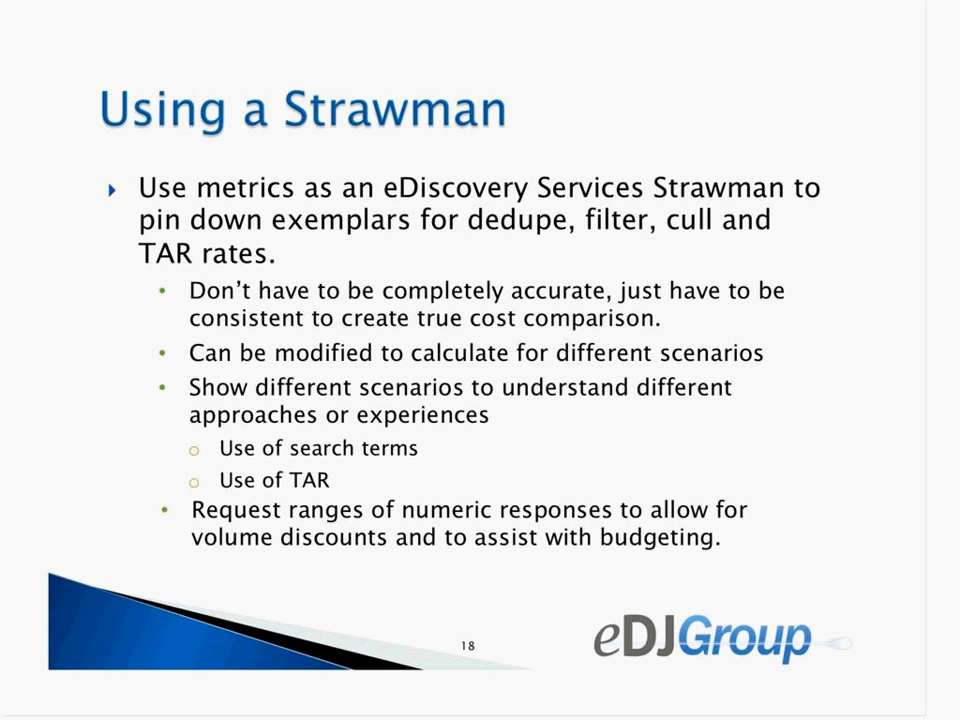 Using a Strawman
Use metrics as an eDiscovery Services Strawman to
pin down exemplars for dedupe, filter, cull and
TAR rates.
Don’t have to be completely accurate, just have to be
consistent to create true cost comparison.
Can be modified to calculate for different scenarios
Show different scenarios to understand different
approaches or experiences
Use of search terms
Use of TAR
Request ranges of numeric responses to allow for
volume discounts and to assist with budgeting.
18
eDJGroup